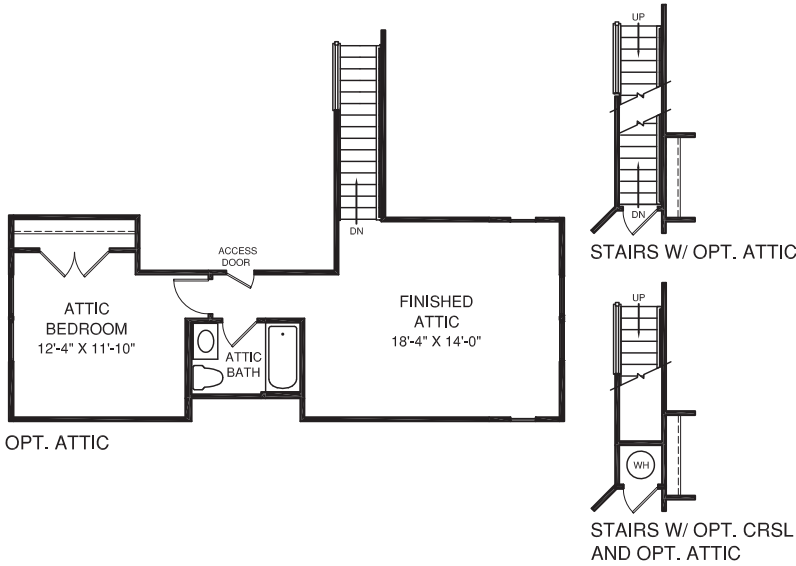 UP
DN
STAIRS W/ OPT. ATTIC
DN
ACCESS
DOOR
ATTIC
BEDROOM
12'-4" X 11'-10"
FINISHED
ATTIC
18'-4" X 14'-0"
ATTIC
BATH
OPT. ATTIC
UP
WH
STAIRS W/ OPT. CRSL
AND OPT. ATTIC